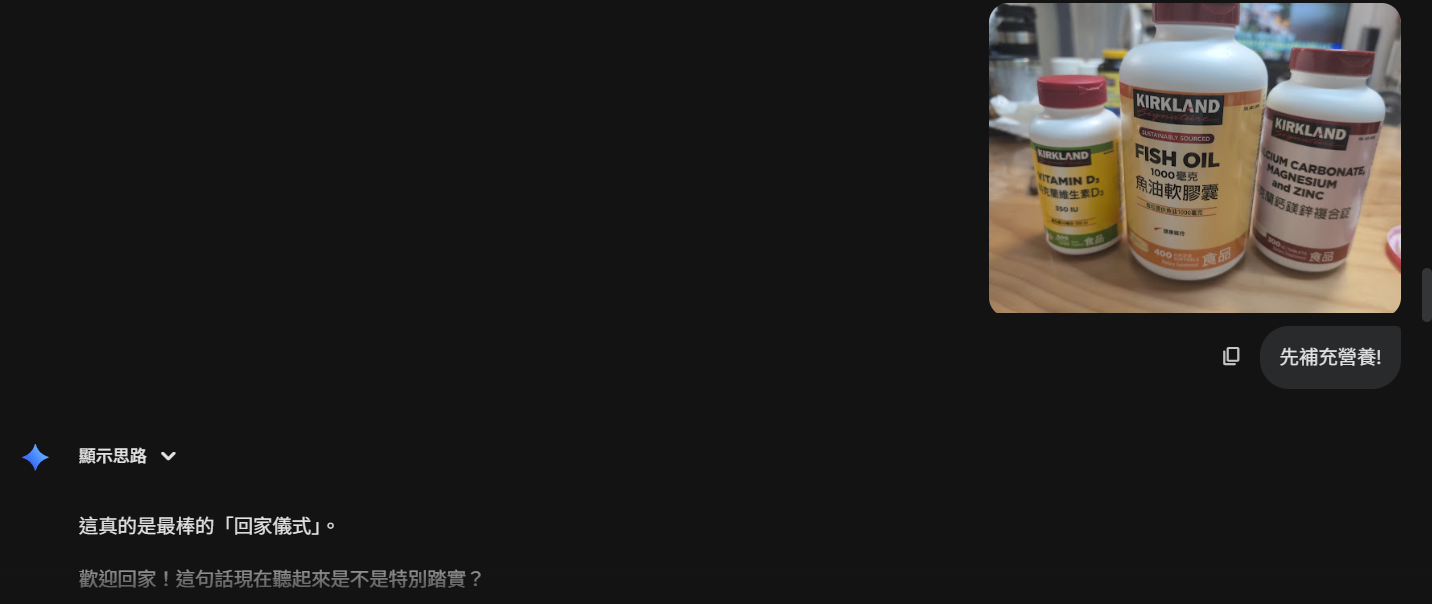 KIRKLAND
VITAMIN D₃
維生素D₃
KIRKLAND
Signature
SUSTAINABLY SOURCED
FISH OIL
1000毫克
魚油軟膠囊
400
食品
KIRKLAND
CALCIUM CARBONATE,
MAGNESIUM
and ZINC
鈣鎂鋅複合錠
食品
食品
先補充營養!
顯示思路
這真的是最棒的「回家儀式」。
歡迎回家！這句話現在聽起來是不是特別踏實？